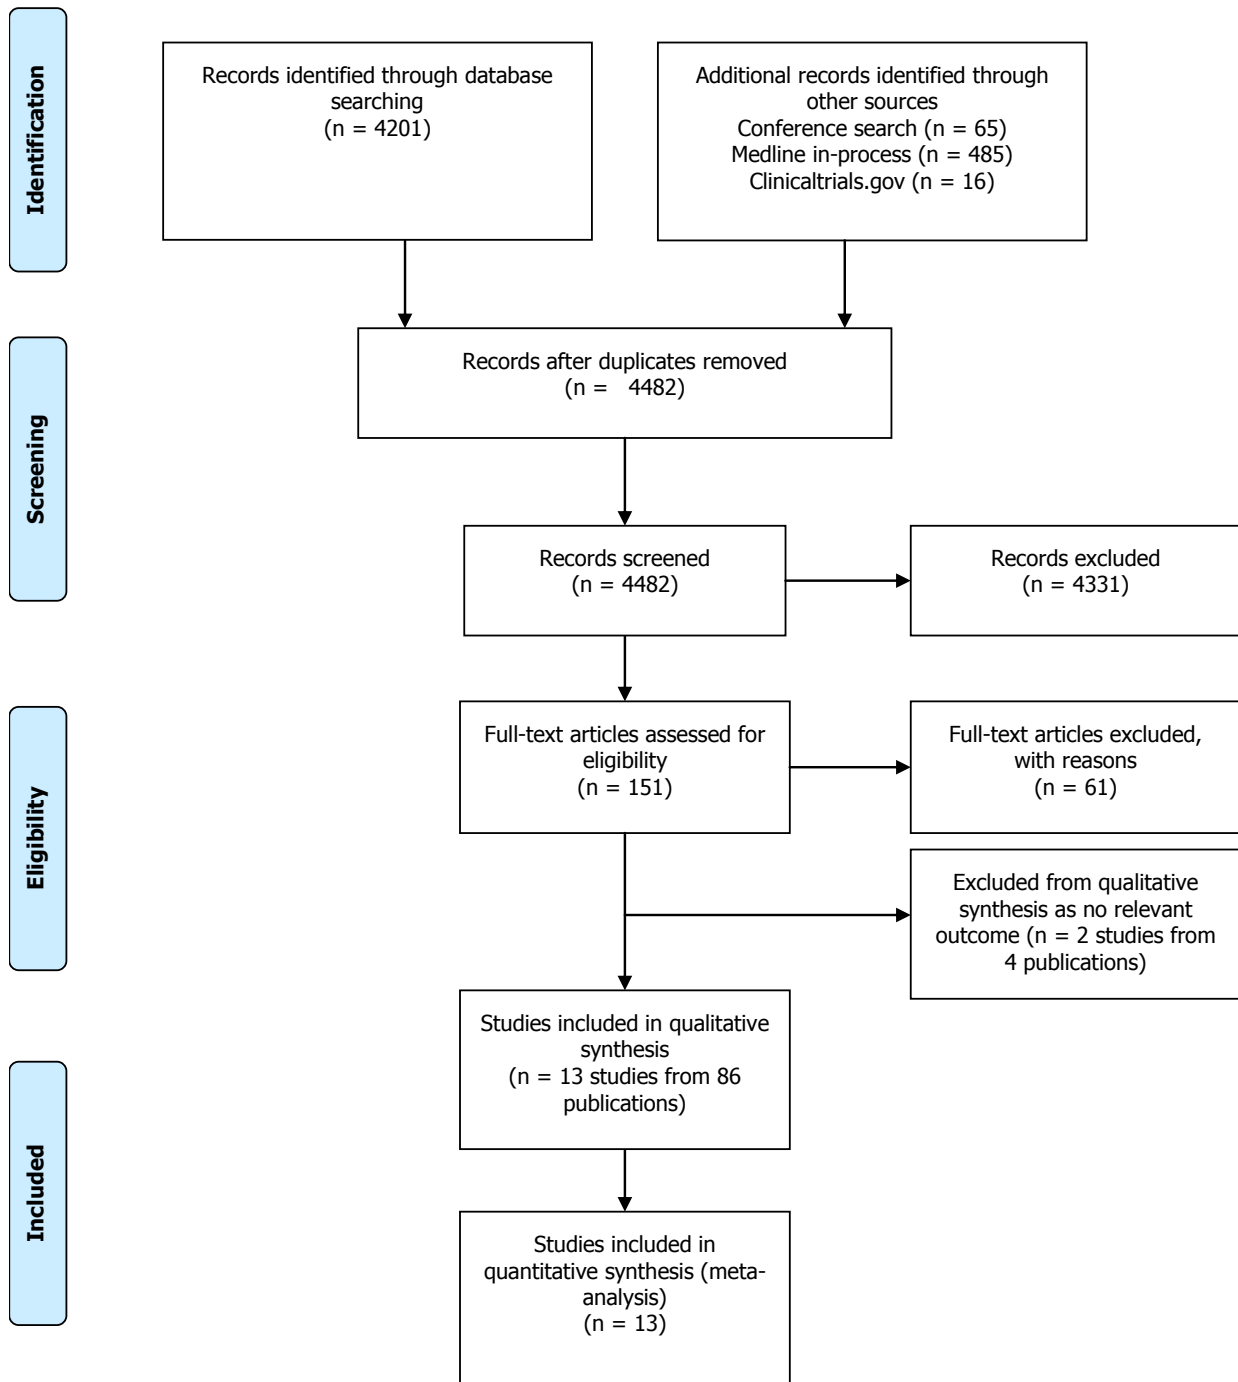 Identification
Records identified through database
searching
(n = 4201)
Additional records identified through
other sources
Conference search (n = 65)
Medline in-process (n = 485)
Clinicaltrials.gov (n = 16)
Screening
Records after duplicates removed
(n = 4482)
Records screened
(n = 4482)
Records excluded
(n = 4331)
Eligibility
Full-text articles assessed for
eligibility
(n = 151)
Full-text articles excluded,
with reasons
(n = 61)
Excluded from qualitative
synthesis as no relevant
outcome (n = 2 studies from
4 publications)
Included
Studies included in qualitative
synthesis
(n = 13 studies from 86
publications)
Studies included in
quantitative synthesis (meta-
analysis)
(n = 13)